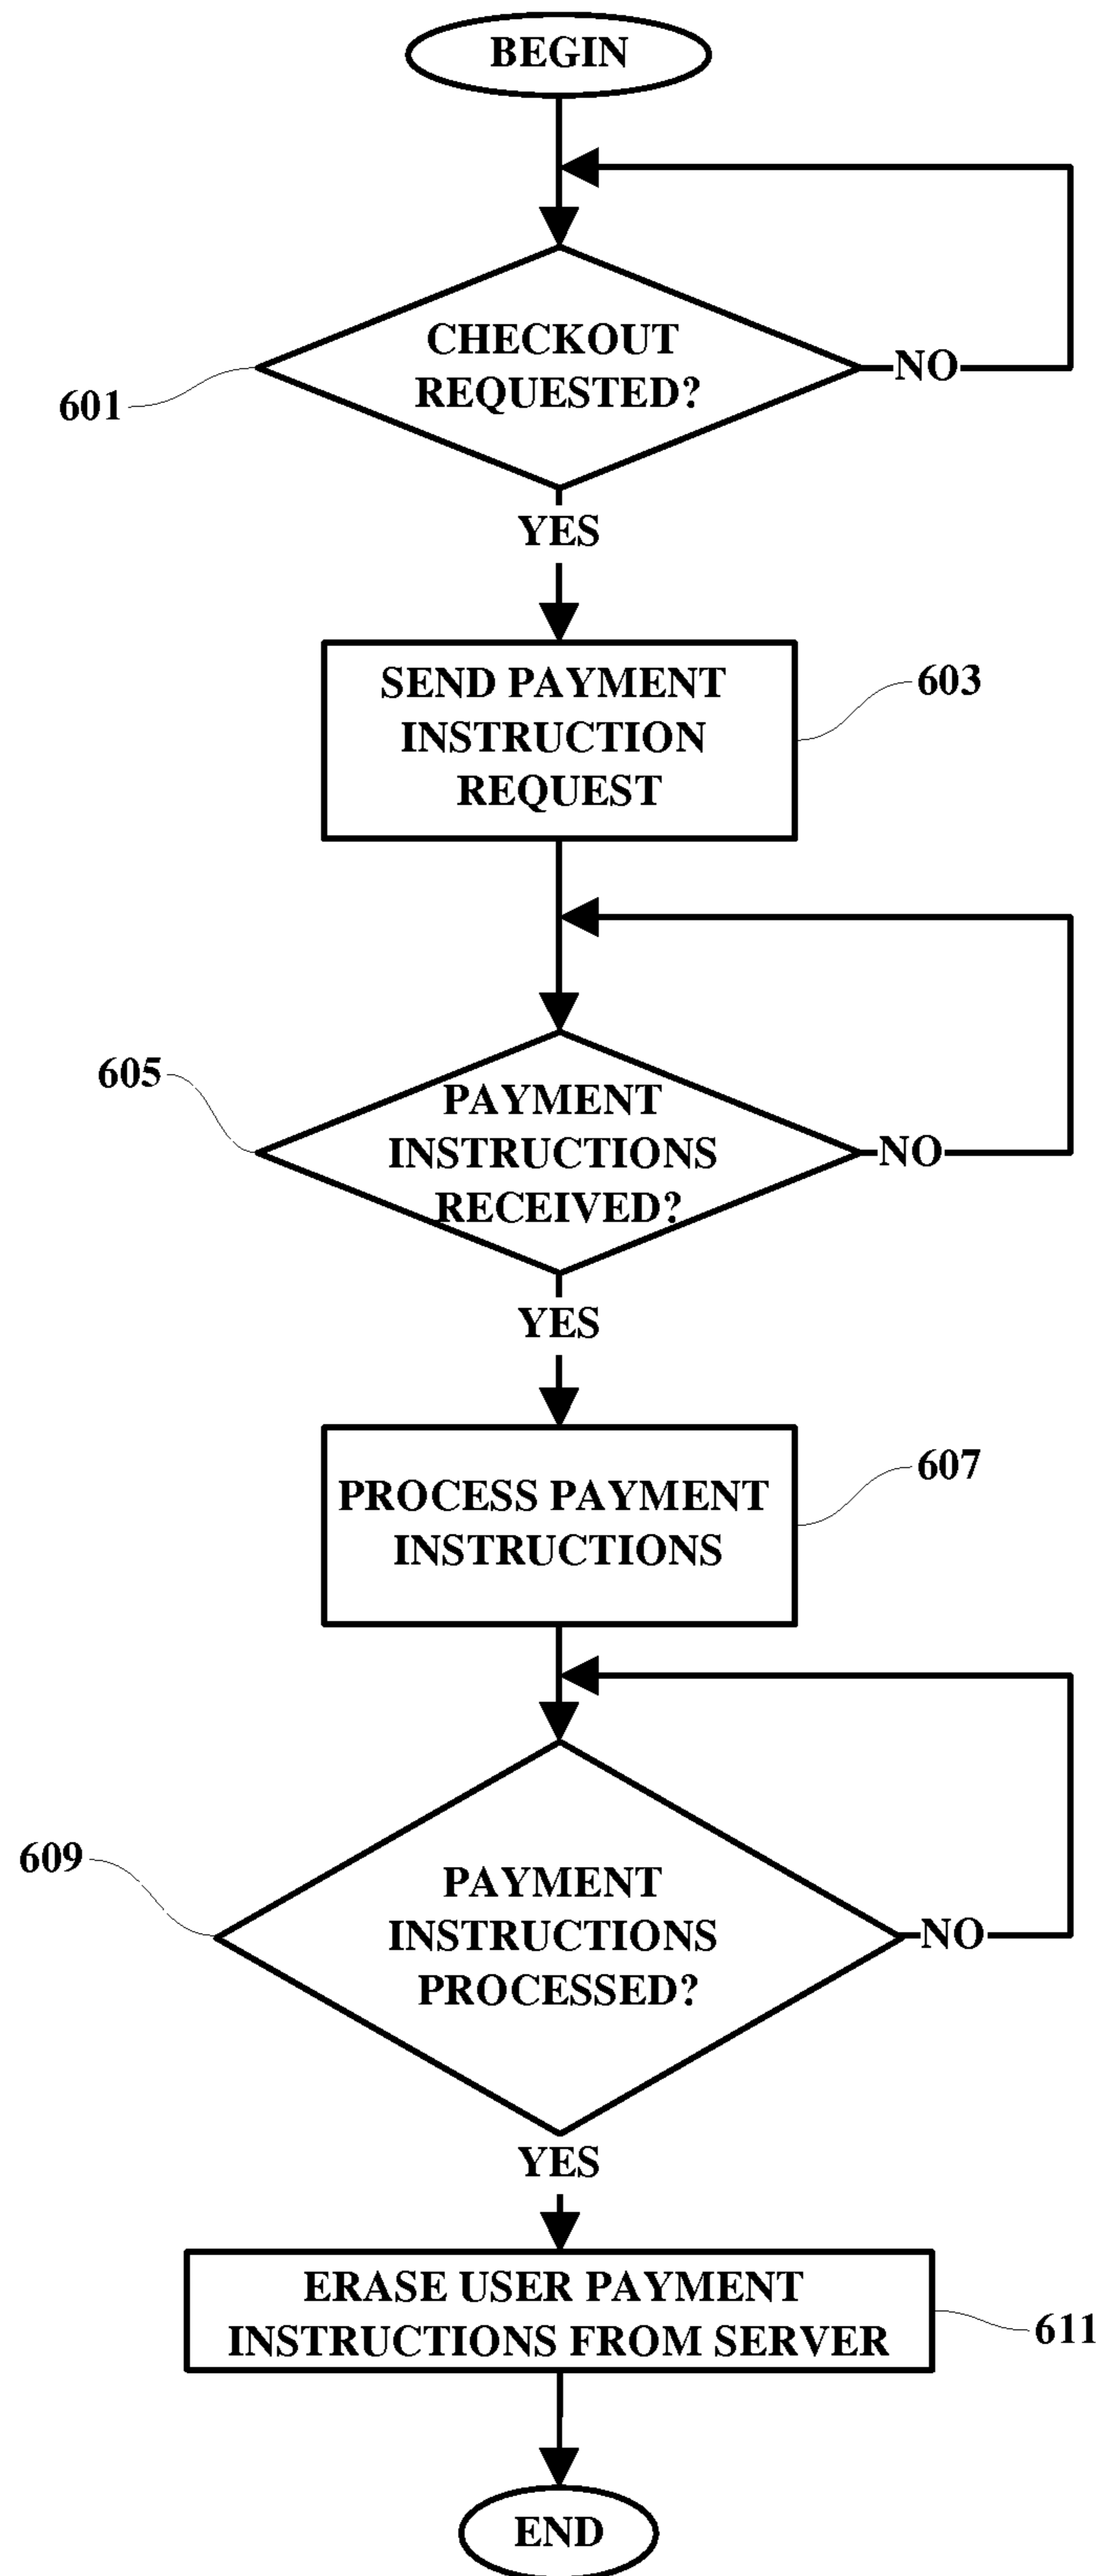 BEGIN
CHECKOUT
REQUESTED?
NO
601
YES
SEND PAYMENT
INSTRUCTION
REQUEST
603
605
PAYMENT
INSTRUCTIONS
RECEIVED?
NO
YES
PROCESS PAYMENT
INSTRUCTIONS
607
609
PAYMENT
INSTRUCTIONS
PROCESSED?
NO
YES
ERASE USER PAYMENT
INSTRUCTIONS FROM SERVER
611
END